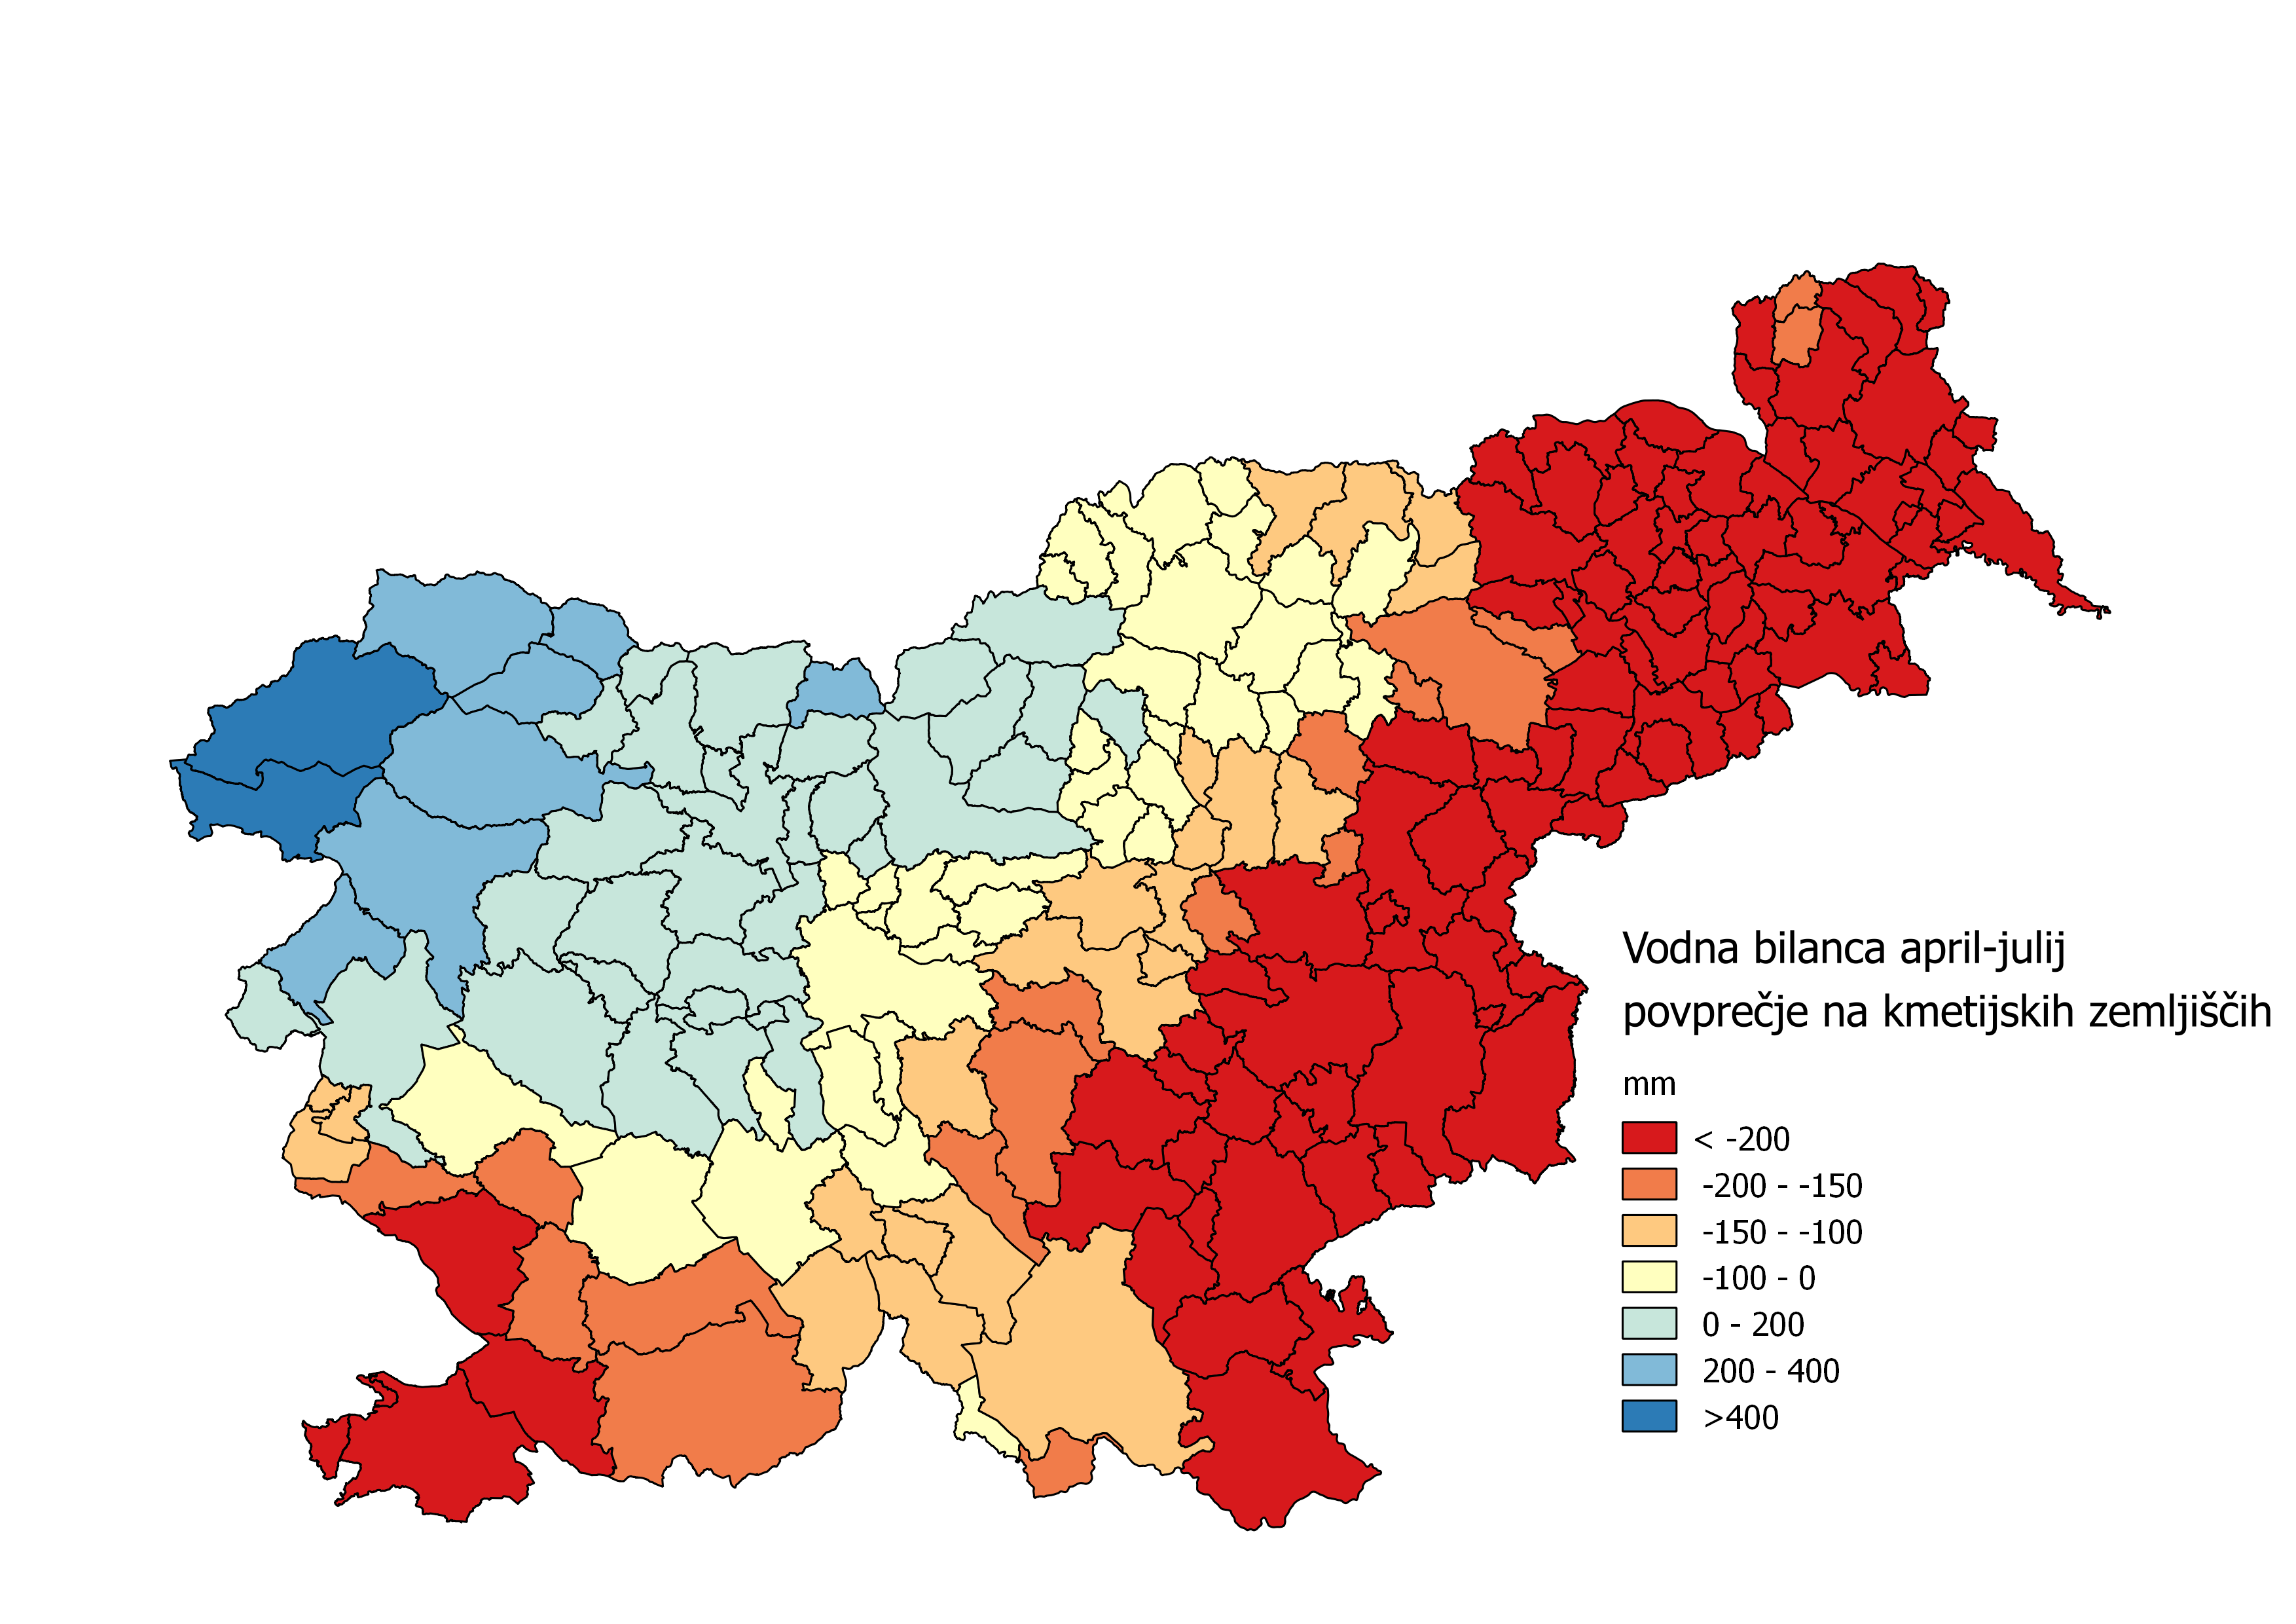 Vodna bilanca april-julij
povprečje na kmetijskih zemljiščih
mm
< -200
-200 - -150
-150 - -100
-100 - 0
0 - 200
200 - 400
>400